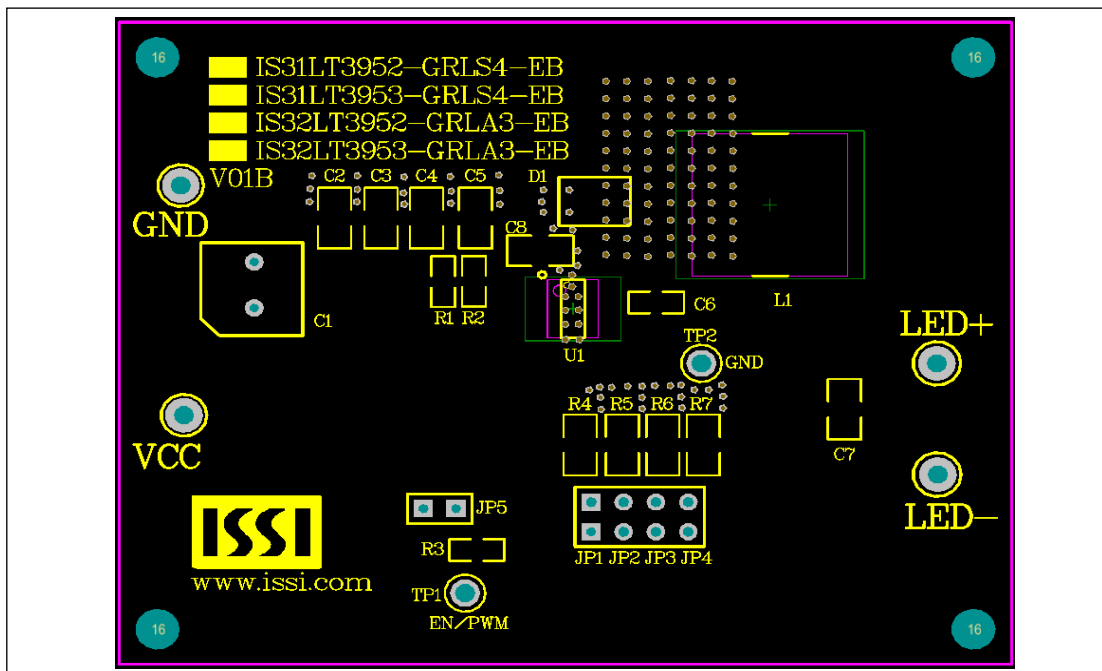 16
16
IS31LT3952-GRLS4-EB
IS31LT3953-GRLS4-EB
IS32LT3952-GRLA3-EB
IS32LT3953-GRLA3-EB
V01B
C2
C3
C4
C5
D1
GND
C8
C1
R1
R2
U1
C6
L1
TP2
GND
LED+
VCC
R4
R5
R6
R7
C7
LED-
ISSI
www.issi.com
JP5
R3
JP1
JP2
JP3
JP4
TP1
EN/PWM
16
16